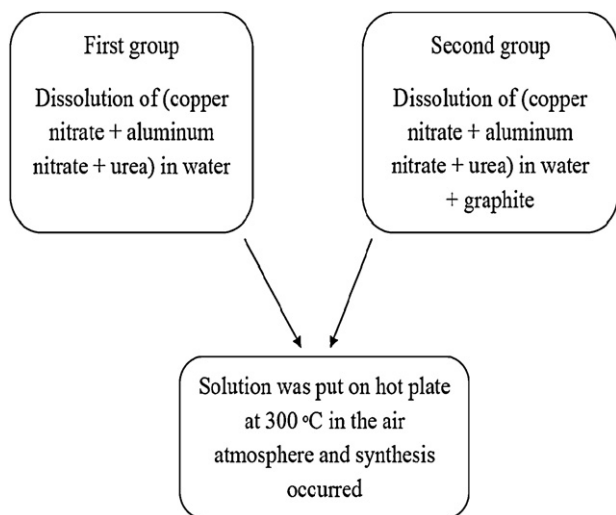 First group
Dissolution of (copper
nitrate + aluminum
nitrate + urea) in water
Second group
Dissolution of (copper
nitrate + aluminum
nitrate + urea) in water
+ graphite
Solution was put on hot plate
at 300 °C in the air
atmosphere and synthesis
occurred